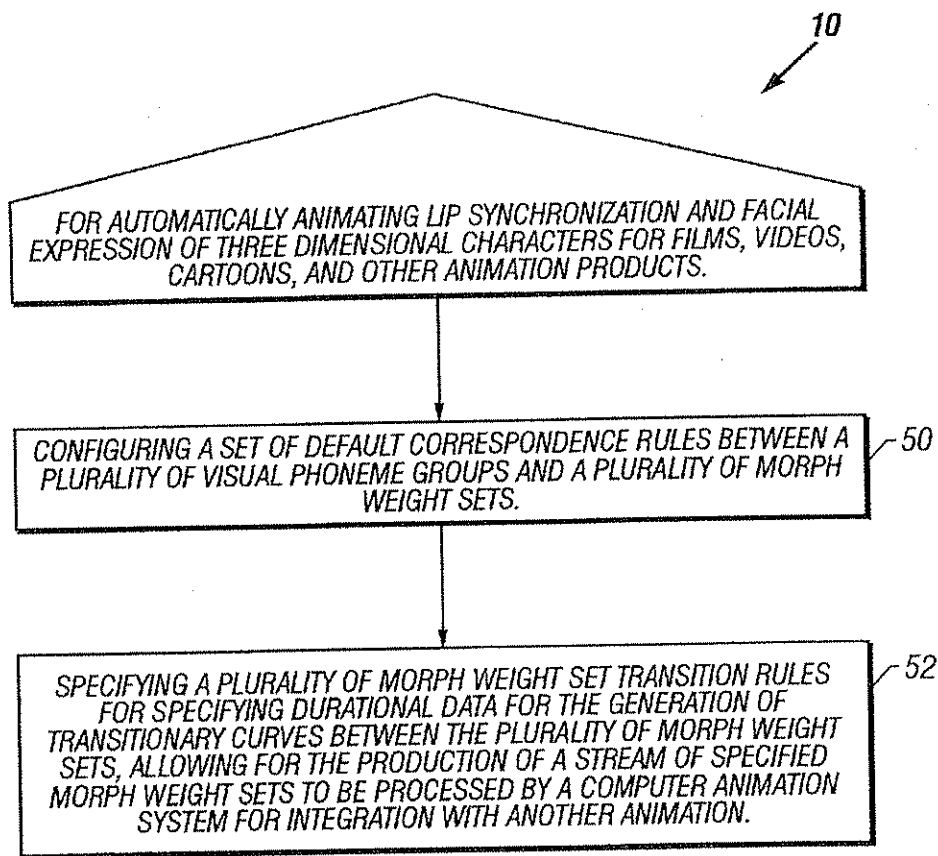 10
FOR AUTOMATICALLY ANIMATING LIP SYNCHRONIZATION AND FACIAL
EXPRESSION OF THREE DIMENSIONAL CHARACTERS FOR FILMS, VIDEOS,
CARTOONS, AND OTHER ANIMATION PRODUCTS.
CONFIGURING A SET OF DEFAULT CORRESPONDENCE RULES BETWEEN A
PLURALITY OF VISUAL PHONEME GROUPS AND A PLURALITY OF MORPH
WEIGHT SETS.
50
SPECIFYING A PLURALITY OF MORPH WEIGHT SET TRANSITION RULES
FOR SPECIFYING DURATIONAL DATA FOR THE GENERATION OF
TRANSITIONARY CURVES BETWEEN THE PLURALITY OF MORPH WEIGHT
SETS, ALLOWING FOR THE PRODUCTION OF A STREAM OF SPECIFIED
MORPH WEIGHT SETS TO BE PROCESSED BY A COMPUTER ANIMATION
SYSTEM FOR INTEGRATION WITH ANOTHER ANIMATION.
52